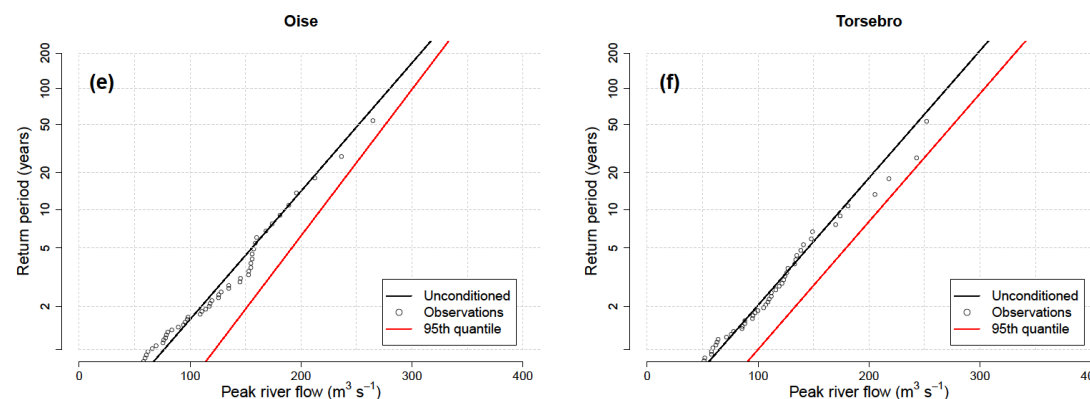 Oise
(e)
Return period (years)
200
100
50
20
10
5
2
Unconditioned
Observations
95th quantile
0 100 200 300 400
Peak river flow (m³ s⁻¹)
Torsebro
(f)
Return period (years)
200
100
50
20
10
5
2
Unconditioned
Observations
95th quantile
0 100 200 300 400
Peak river flow (m³ s⁻¹)